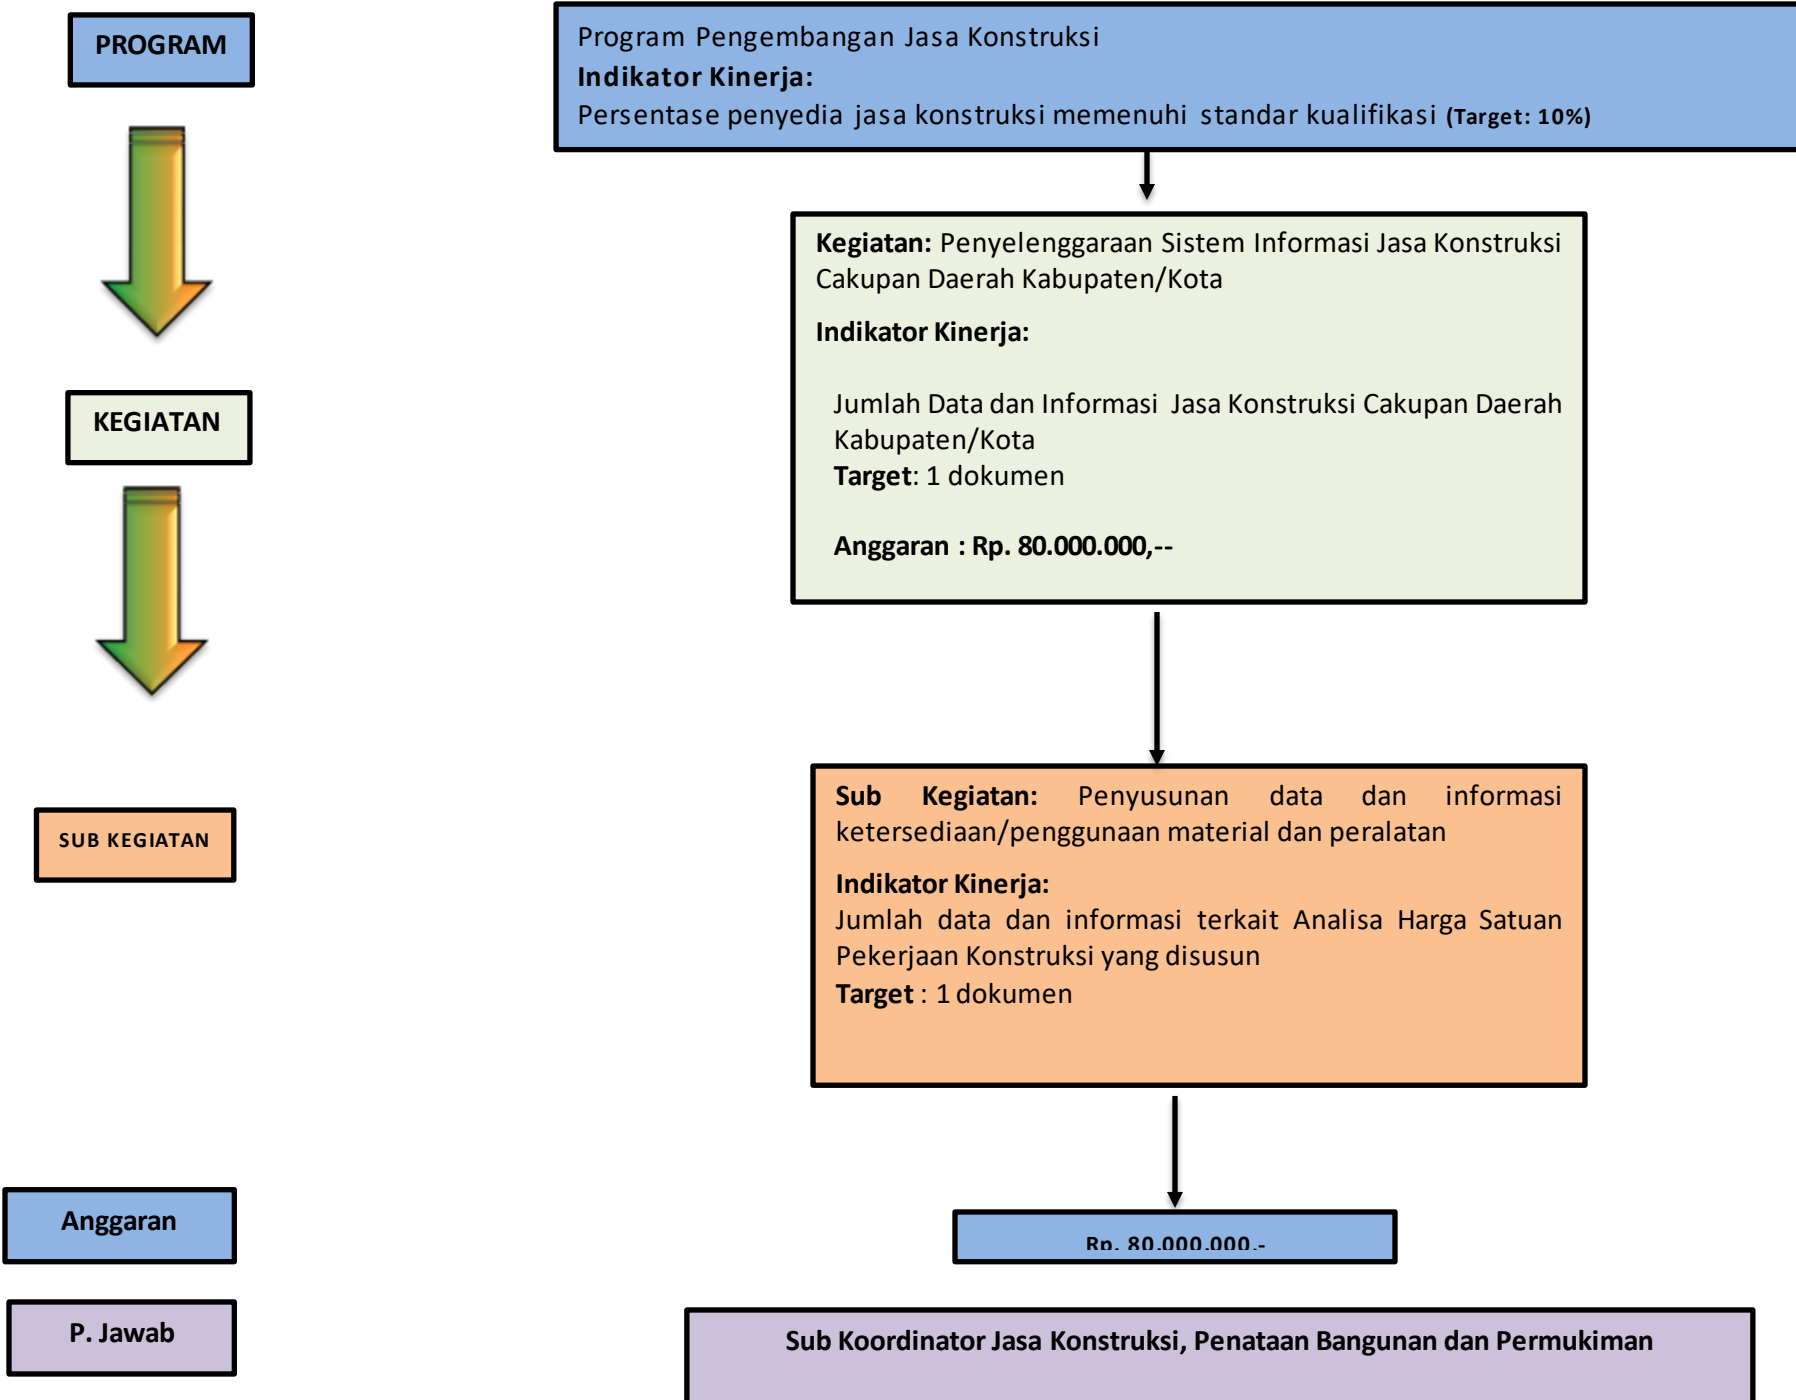 PROGRAM
Program Pengembangan Jasa Konstruksi
Indikator Kinerja:
Persentase penyedia jasa konstruksi memenuhi standar kualifikasi (Target: 10%)
Kegiatan: Penyelenggaraan Sistem Informasi Jasa Konstruksi
Cakupan Daerah Kabupaten/Kota
Indikator Kinerja:
Jumlah Data dan Informasi Jasa Konstruksi Cakupan Daerah
Kabupaten/Kota
Target: 1 dokumen
Anggaran : Rp. 80.000.000,--
KEGIATAN
Sub Kegiatan: Penyusunan data dan informasi
ketersediaan/penggunaan material dan peralatan
Indikator Kinerja:
Jumlah data dan informasi terkait Analisa Harga Satuan
Pekerjaan Konstruksi yang disusun
Target : 1 dokumen
SUB KEGIATAN
Anggaran
Rp. 80.000.000.-
P. Jawab
Sub Koordinator Jasa Konstruksi, Penataan Bangunan dan Permukiman